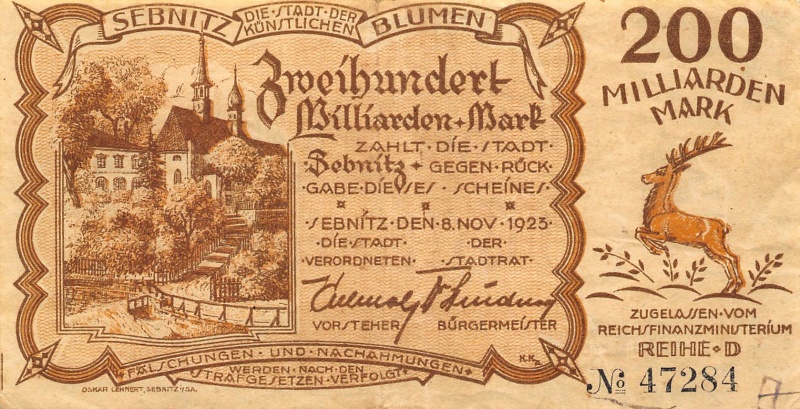 SEBNITZ DIE·STADT·DER KÜNSTLICHEN BLUMEN
Zweihundert
Milliarden·Mark
ZAHLT·DIE·STADT
Sebnitz·GEGEN·RÜCK
GABE·DIESES·SCHEINES
SEBNITZ·DEN·8.NOV·1923·
DIE·STADT· ·DER·
VERORDNETEN· STADTRAT·
VORSTEHER BÜRGERMEISTER
·FÄLSCHUNGEN·UND·NACHAHMUNGEN·
WERDEN·NACH·DEN
STRAFGESETZEN·VERFOLGT·
OSKAR LEHNERT, SEBNITZ I/SA.
200
MILLIARDEN
MARK
ZUGELASSEN·VOM
REICHSFINANZMINISTERIUM
REIHE·D
№ 47284